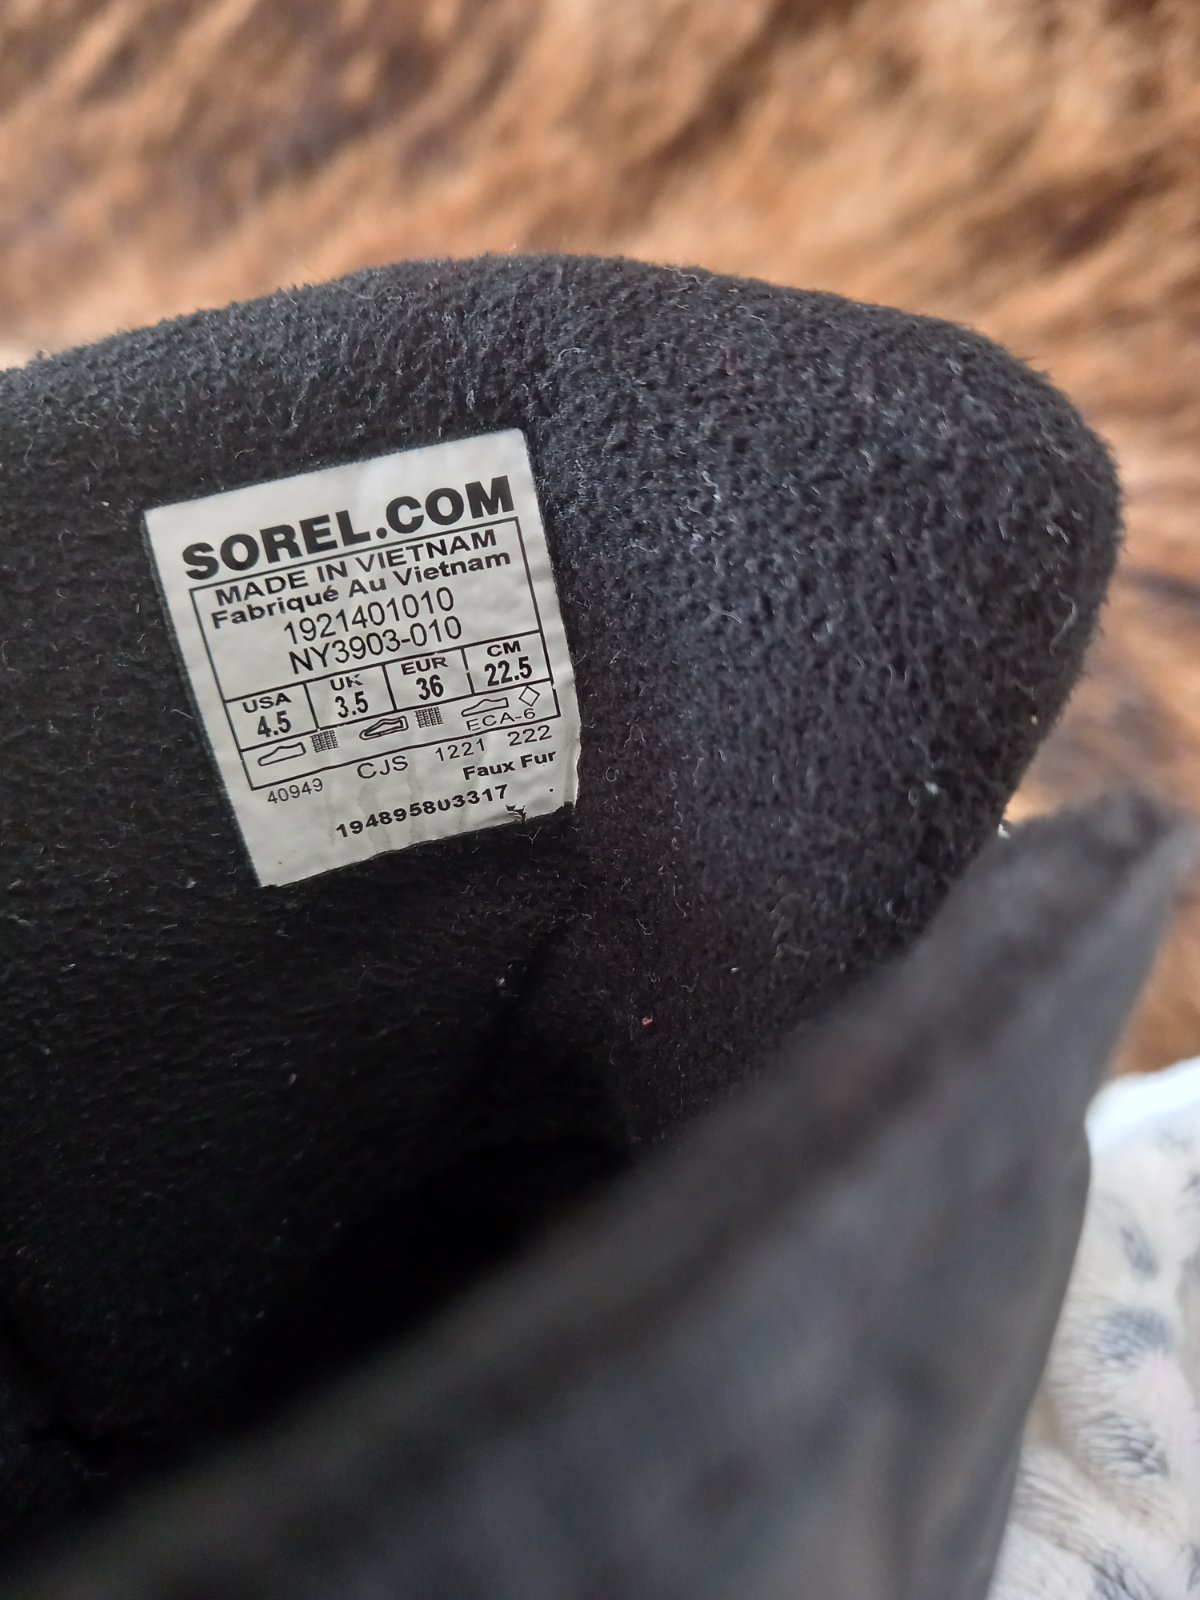 SOREL.COM
MADE IN VIETNAM
Fabriqué Au Vietnam
1921401010
NY3903-010
USA UK EUR CM
4.5 3.5 36 22.5
ECA-6
40949 CJS 1221 222
Faux Fur
194895803317